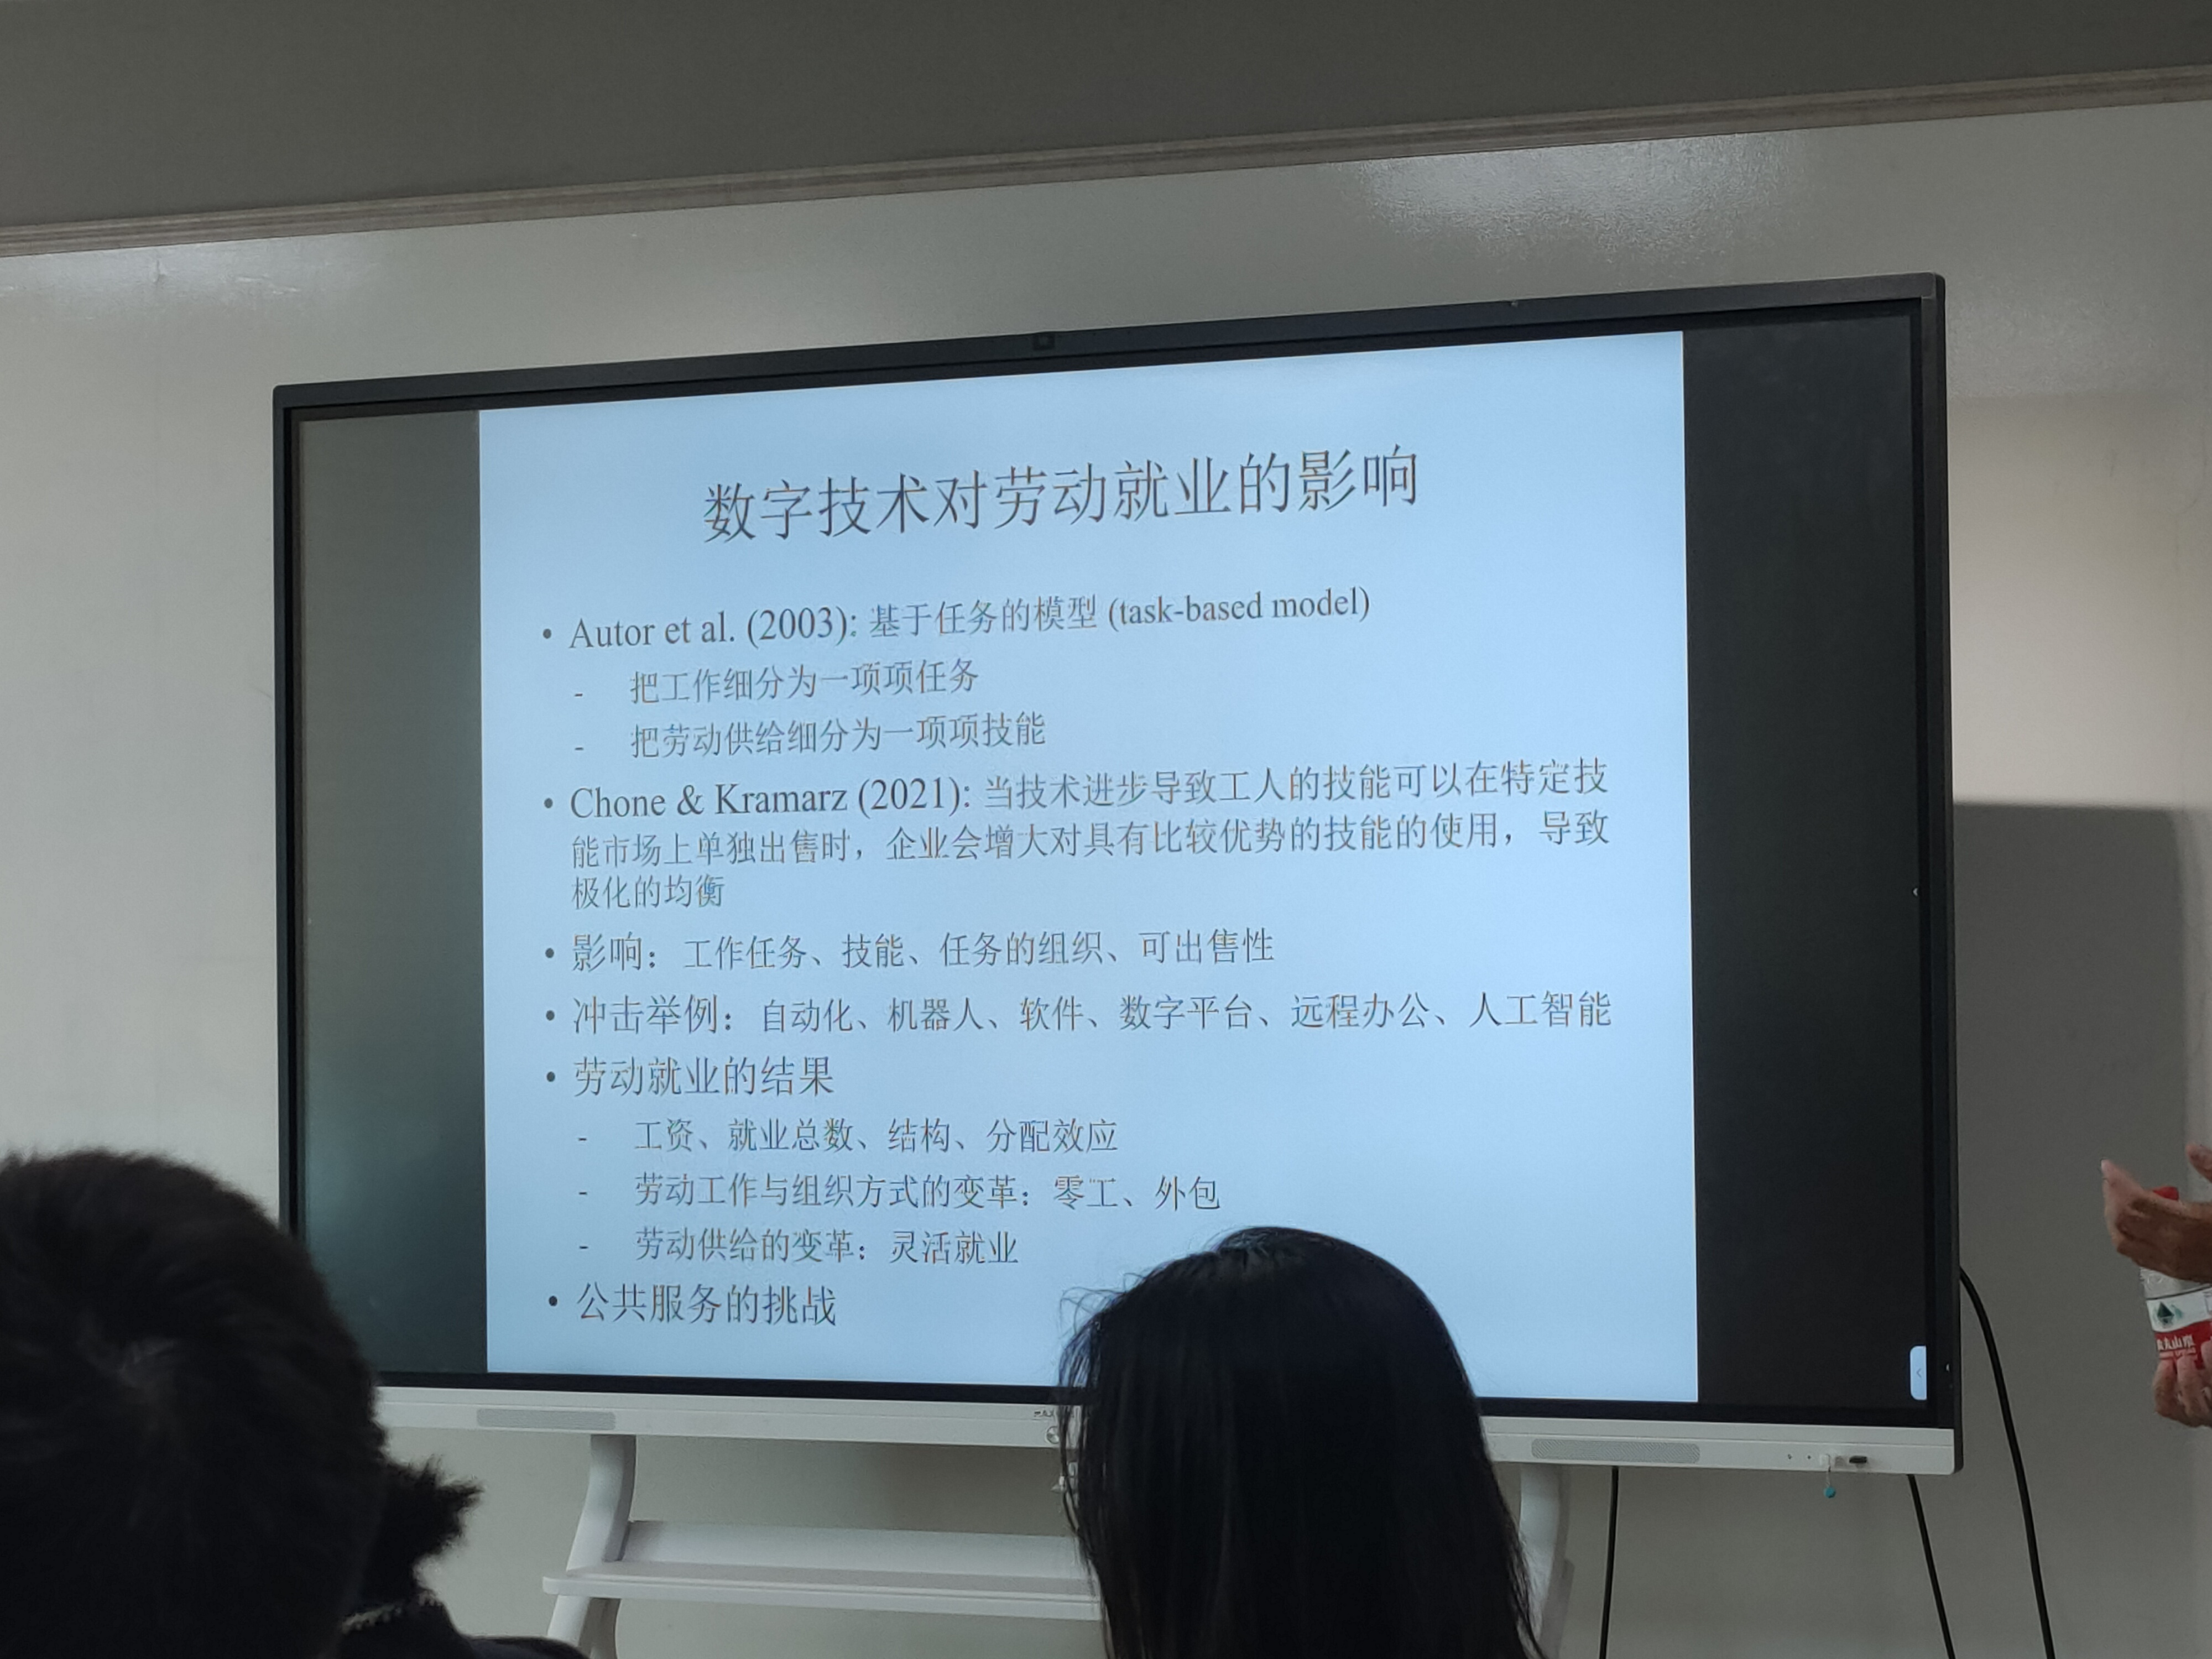 数字技术对劳动就业的影响
• Autor et al. (2003): 基于任务的模型 (task-based model)
- 把工作细分为一项项任务
- 把劳动供给细分为一项项技能
• Chone & Kramarz (2021): 当技术进步导致工人的技能可以在特定技
能市场上单独出售时，企业会增大对具有比较优势的技能的使用，导致
极化的均衡
• 影响：工作任务、技能、任务的组织、可出售性
• 冲击举例：自动化、机器人、软件、数字平台、远程办公、人工智能
• 劳动就业的结果
- 工资、就业总数、结构、分配效应
- 劳动工作与组织方式的变革：零工、外包
- 劳动供给的变革：灵活就业
• 公共服务的挑战